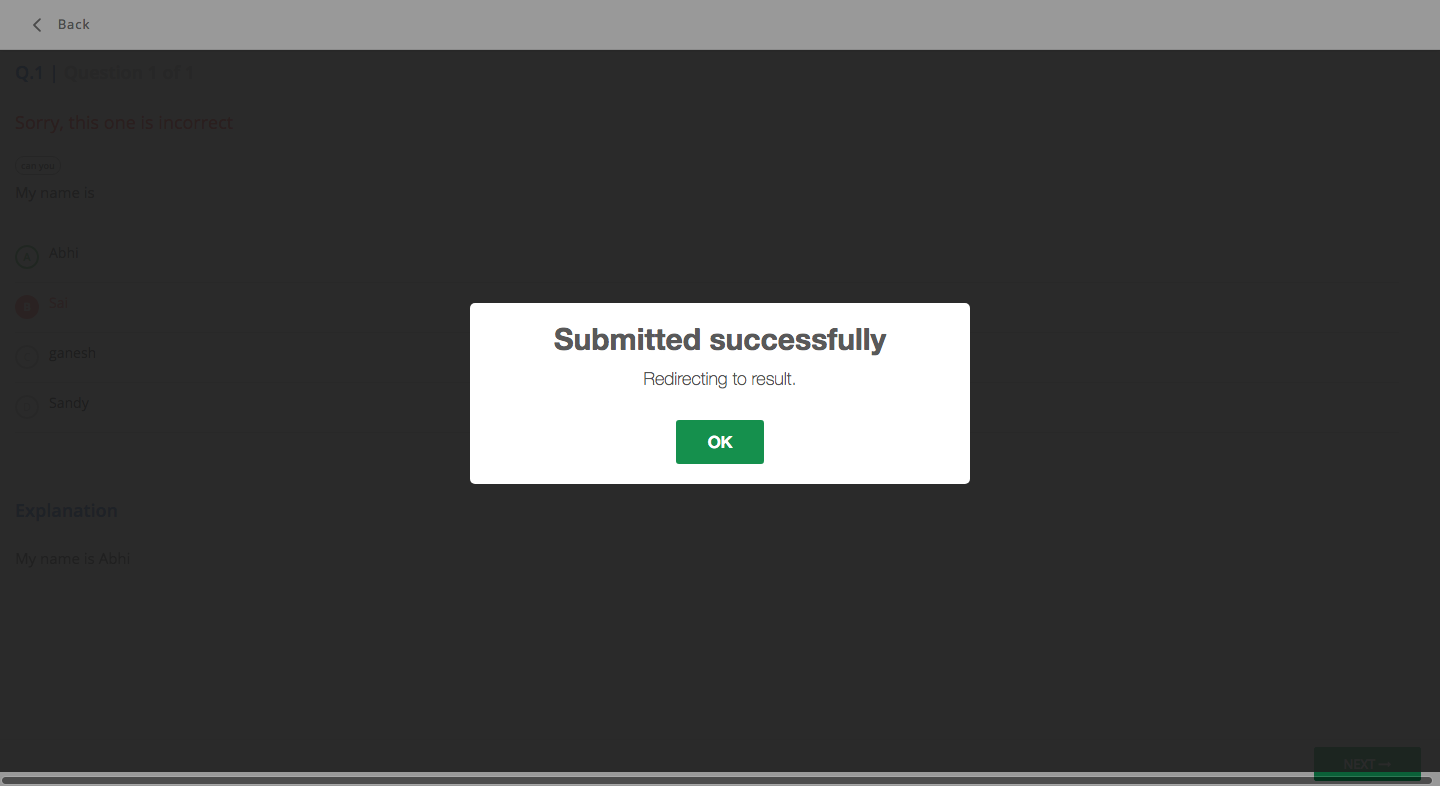 Back
Q.1 | Question 1 of 1
Sorry, this one is incorrect
can you
My name is
A Abhi
B Sai
C ganesh
Sandy
Submitted successfully
Redirecting to result.
OK
Explanation
My name is Abhi
NEXT →